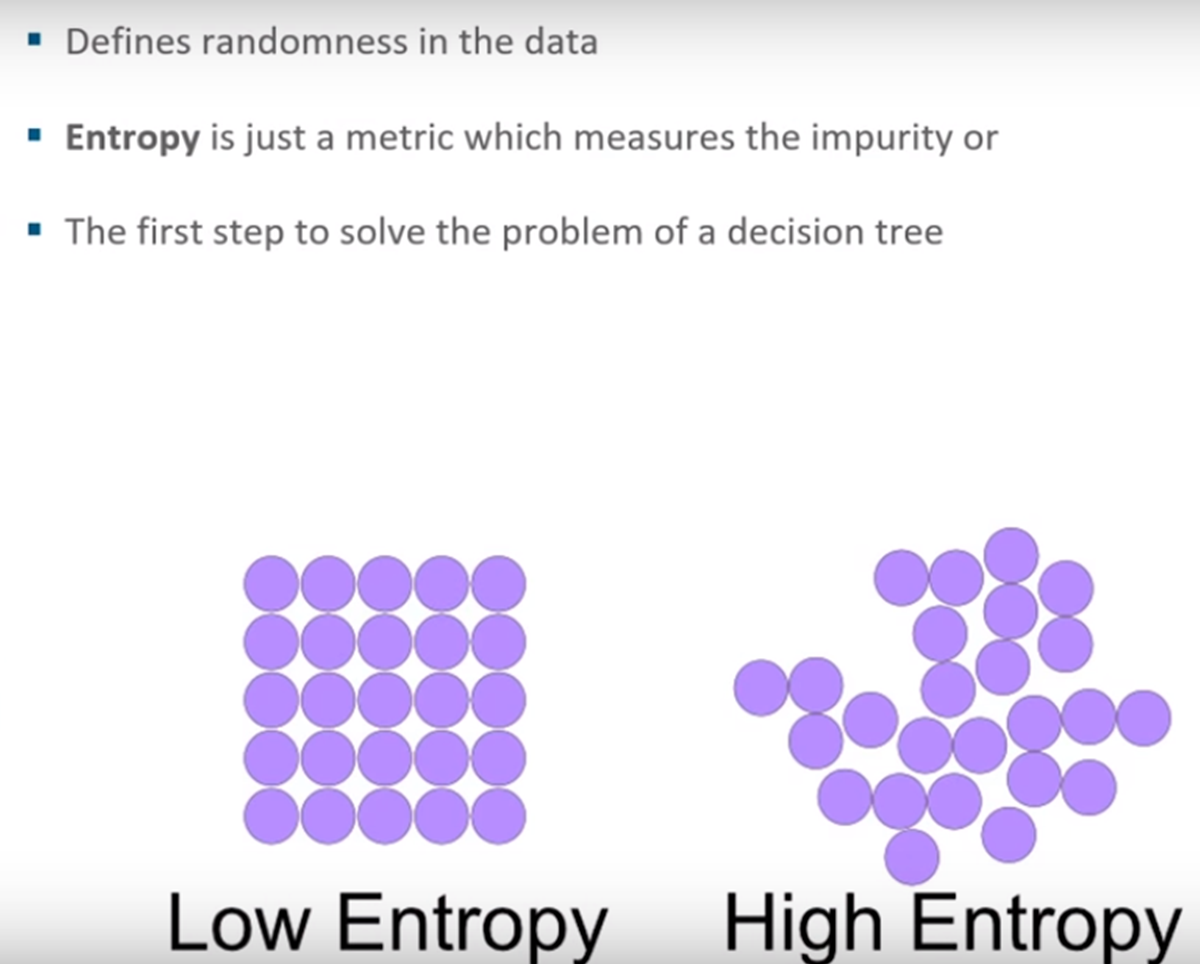 Defines randomness in the data
Entropy is just a metric which measures the impurity or
The first step to solve the problem of a decision tree
Low Entropy
High Entropy